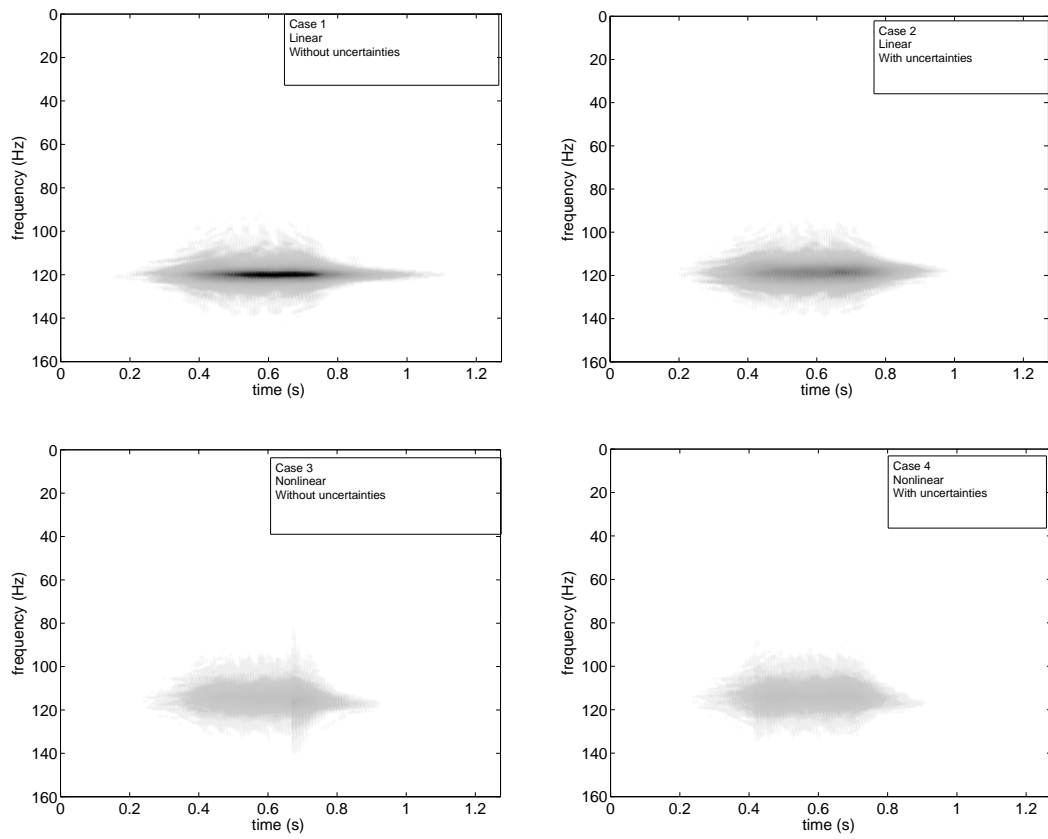 Case 1
Linear
Without uncertainties
0
20
40
60
80
100
120
140
160
frequency (Hz)
0 0.2 0.4 0.6 0.8 1 1.2
time (s)
Case 2
Linear
With uncertainties
0
20
40
60
80
100
120
140
160
frequency (Hz)
0 0.2 0.4 0.6 0.8 1 1.2
time (s)
Case 3
Nonlinear
Without uncertainties
0
20
40
60
80
100
120
140
160
frequency (Hz)
0 0.2 0.4 0.6 0.8 1 1.2
time (s)
Case 4
Nonlinear
With uncertainties
0
20
40
60
80
100
120
140
160
frequency (Hz)
0 0.2 0.4 0.6 0.8 1 1.2
time (s)